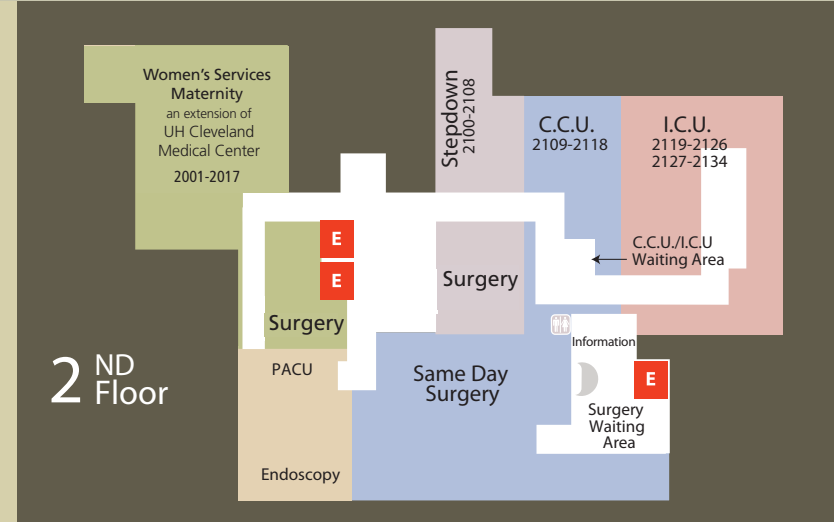 Women's Services
Maternity
an extension of
UH Cleveland
Medical Center
2001-2017
Stepdown
2100-2108
C.C.U.
2109-2118
I.C.U.
2119-2126
2127-2134
E
E
C.C.U./I.C.U
Waiting Area
Surgery
Surgery
Information
2 ND
Floor
PACU
Same Day
Surgery
E
Surgery
Waiting
Area
Endoscopy